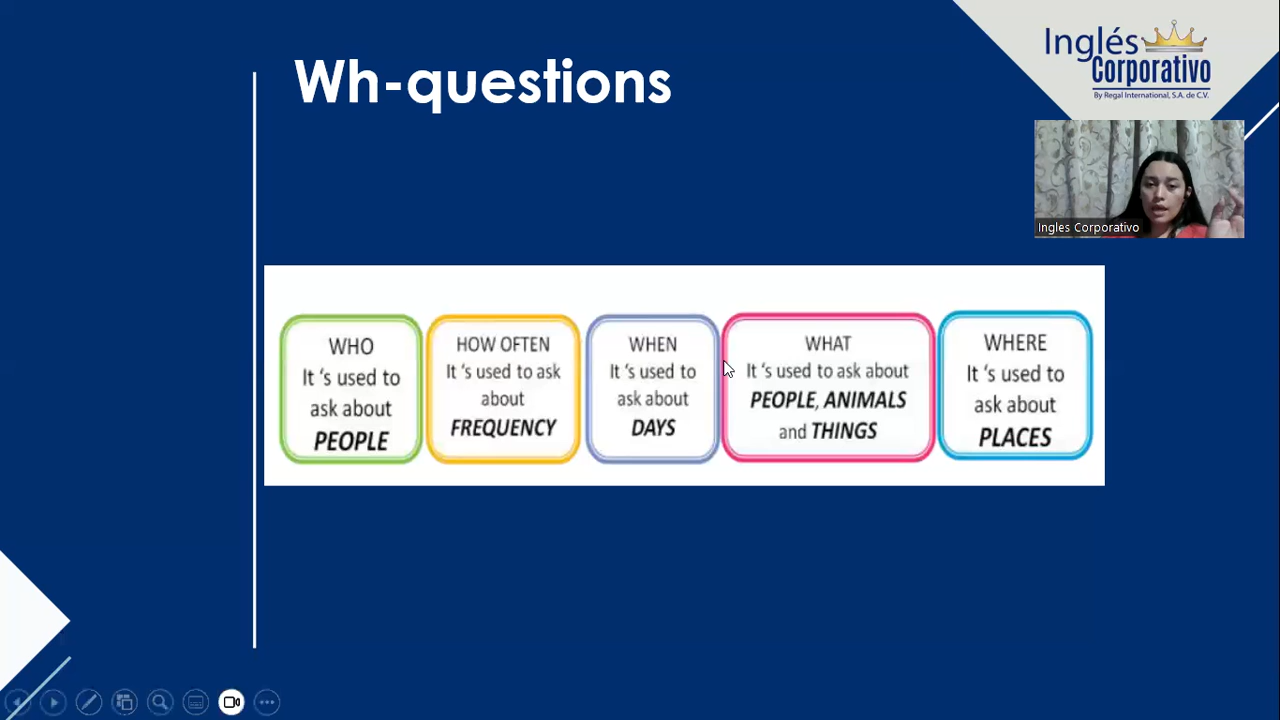 Wh-questions
Inglés
Corporativo
By Regal International, S.A. de C.V.
Ingles Corporativo
WHO
It 's used to
ask about
PEOPLE
HOW OFTEN
It 's used to ask
about
FREQUENCY
WHEN
It 's used to
ask about
DAYS
WHAT
It 's used to ask about
PEOPLE, ANIMALS
and THINGS
WHERE
It 's used to
ask about
PLACES